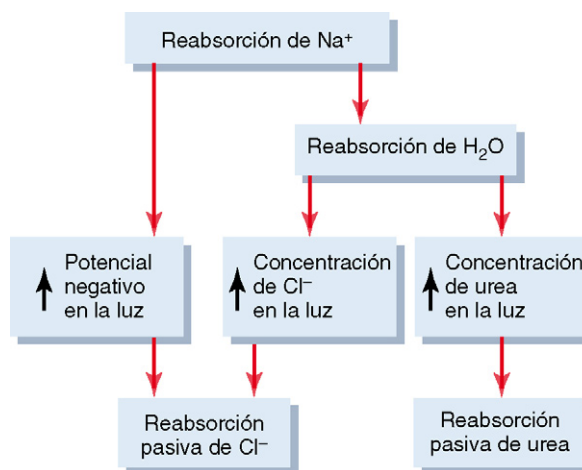 Reabsorción de Na⁺
Reabsorción de H₂O
Potencial
negativo
en la luz
Concentración
de Cl⁻
en la luz
Concentración
de urea
en la luz
Reabsorción
pasiva de Cl⁻
Reabsorción
pasiva de urea